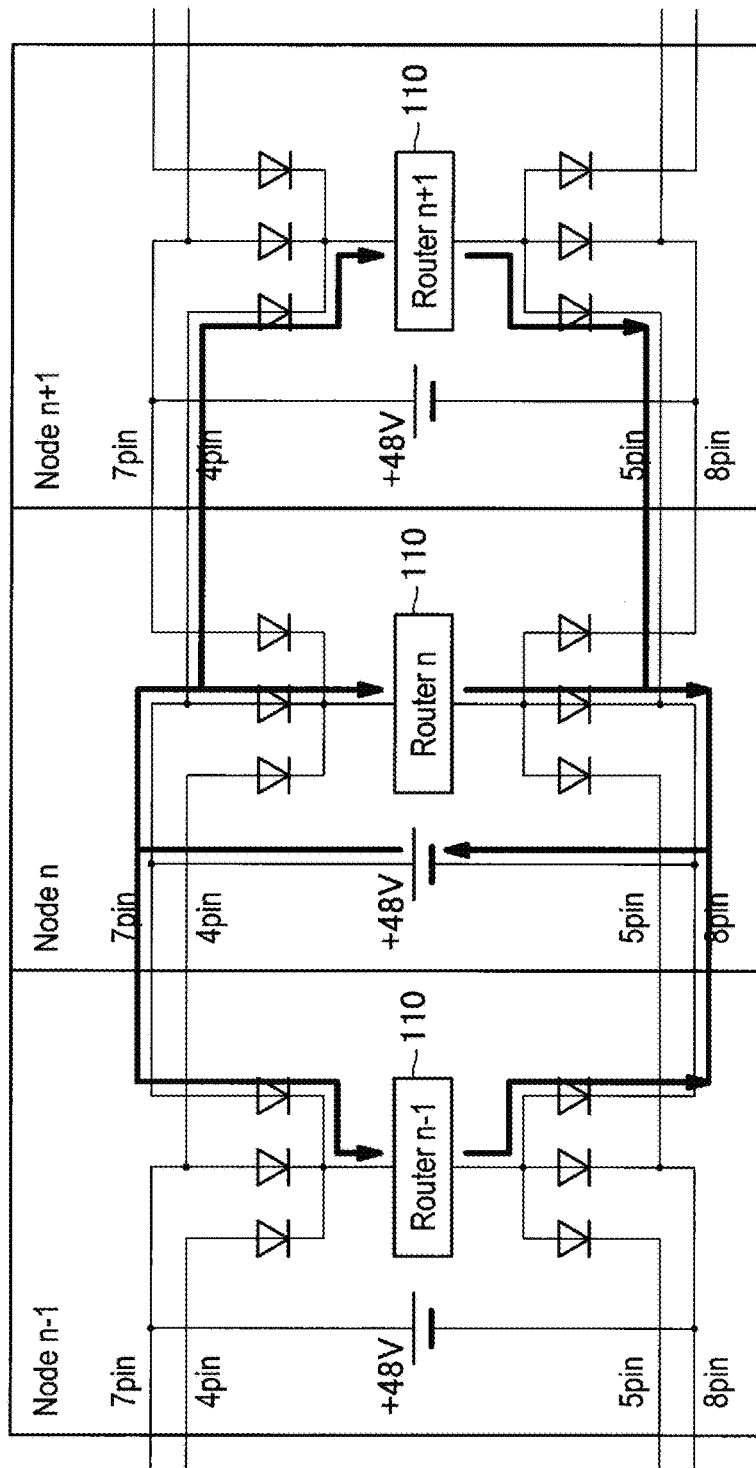 Node n-1
7pin
4pin
+48V
Router n-1
110
5pin
8pin
Node n
7pin
4pin
+48V
Router n
110
5pin
8pin
Node n+1
7pin
4pin
+48V
Router n+1
110
5pin
8pin